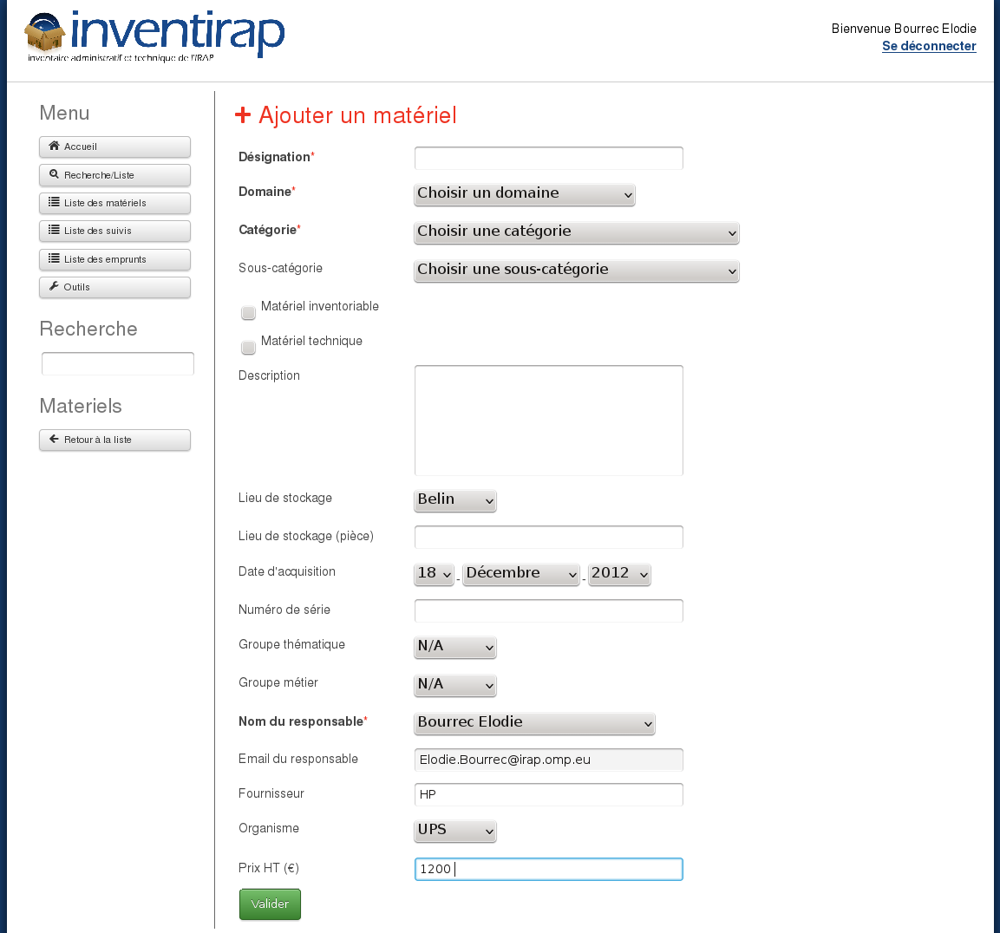 inventirap
inventaire administratif et technique de l'IRAP
Bienvenue Bourrec Elodie
Se déconnecter
Menu
Accueil
Recherche/Liste
Liste des matériels
Liste des suivis
Liste des emprunts
Outils
Recherche
Materiels
Retour à la liste
+ Ajouter un matériel
Désignation*
Domaine* Choisir un domaine
Catégorie* Choisir une catégorie
Sous-catégorie Choisir une sous-catégorie
Matériel inventoriable
Matériel technique
Description
Lieu de stockage Belin
Lieu de stockage (pièce)
Date d'acquisition 18 - Décembre - 2012
Numéro de série
Groupe thématique N/A
Groupe métier N/A
Nom du responsable* Bourrec Elodie
Email du responsable Elodie.Bourrec@irap.omp.eu
Fournisseur HP
Organisme UPS
Prix HT (€) 1200
Valider